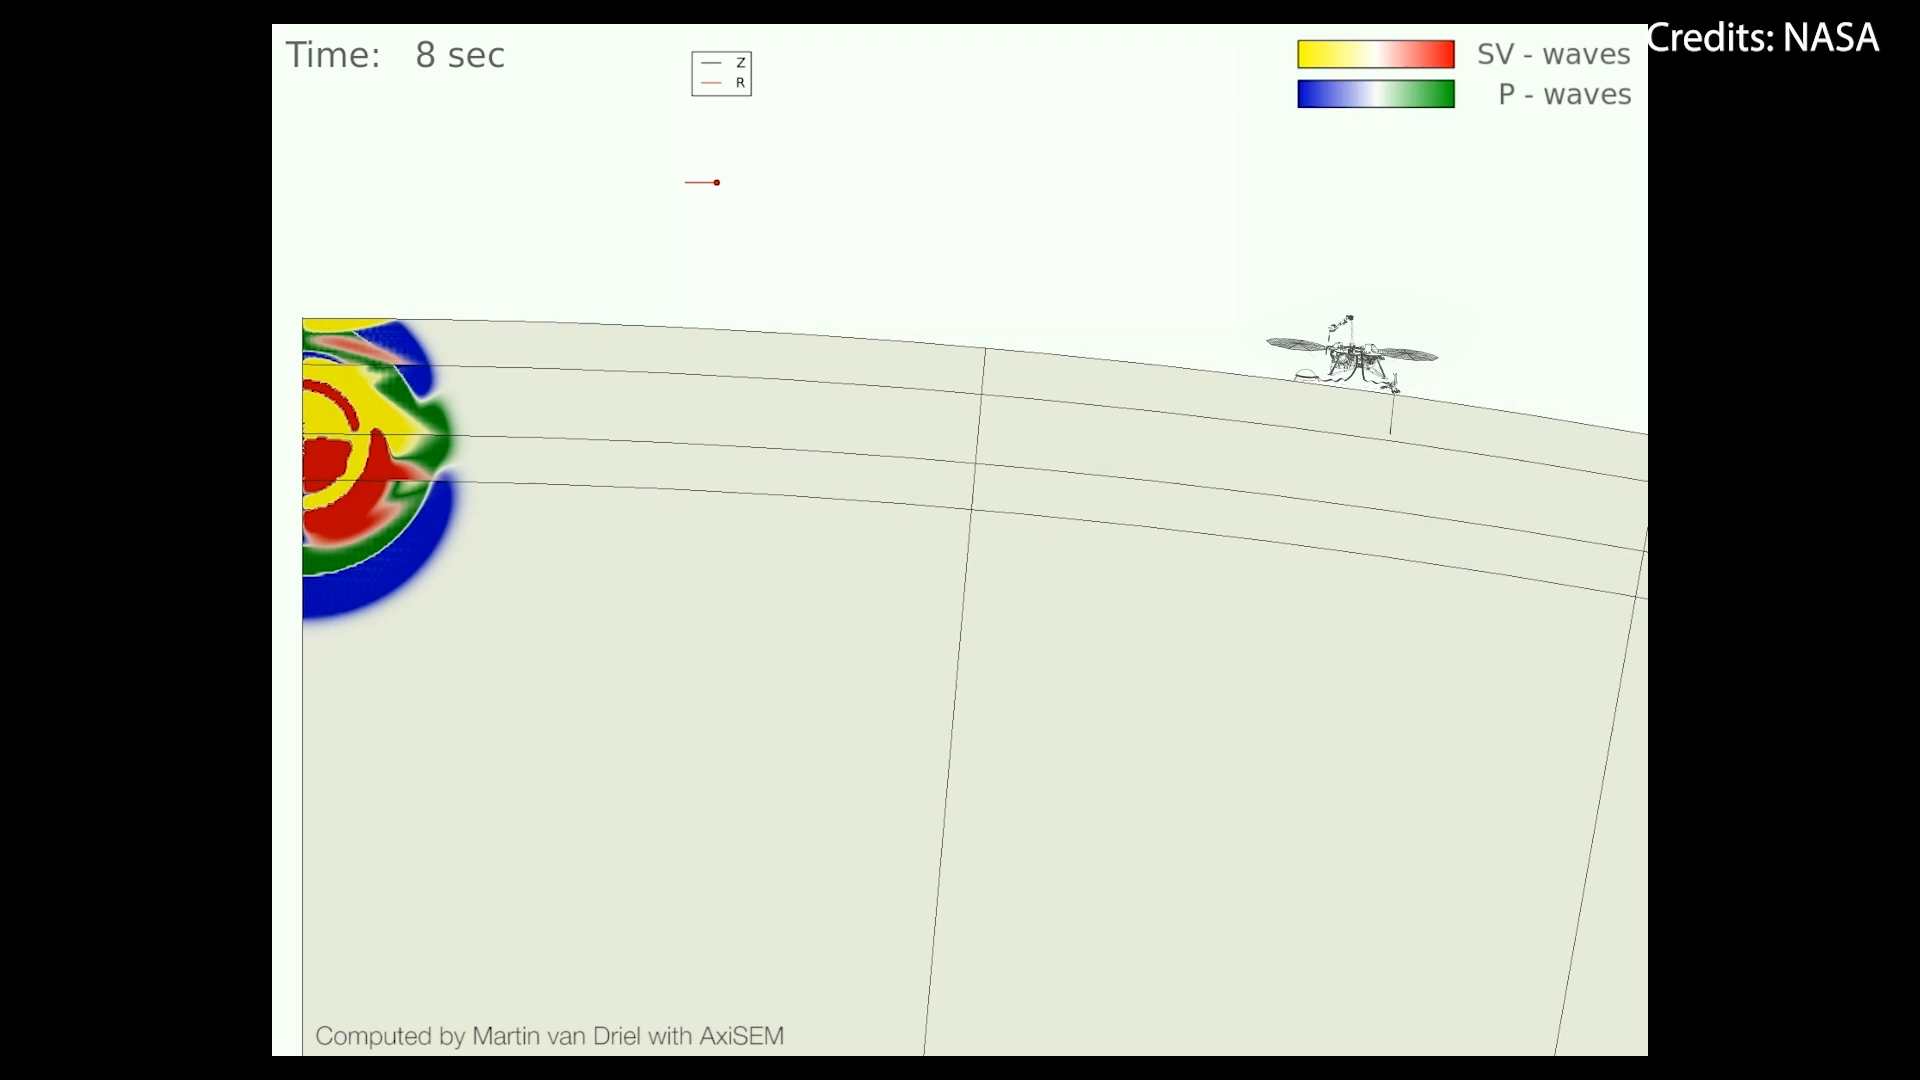 Time: 8 sec
Z
R
SV - waves
P - waves
Credits: NASA
Computed by Martin van Driel with AxiSEM